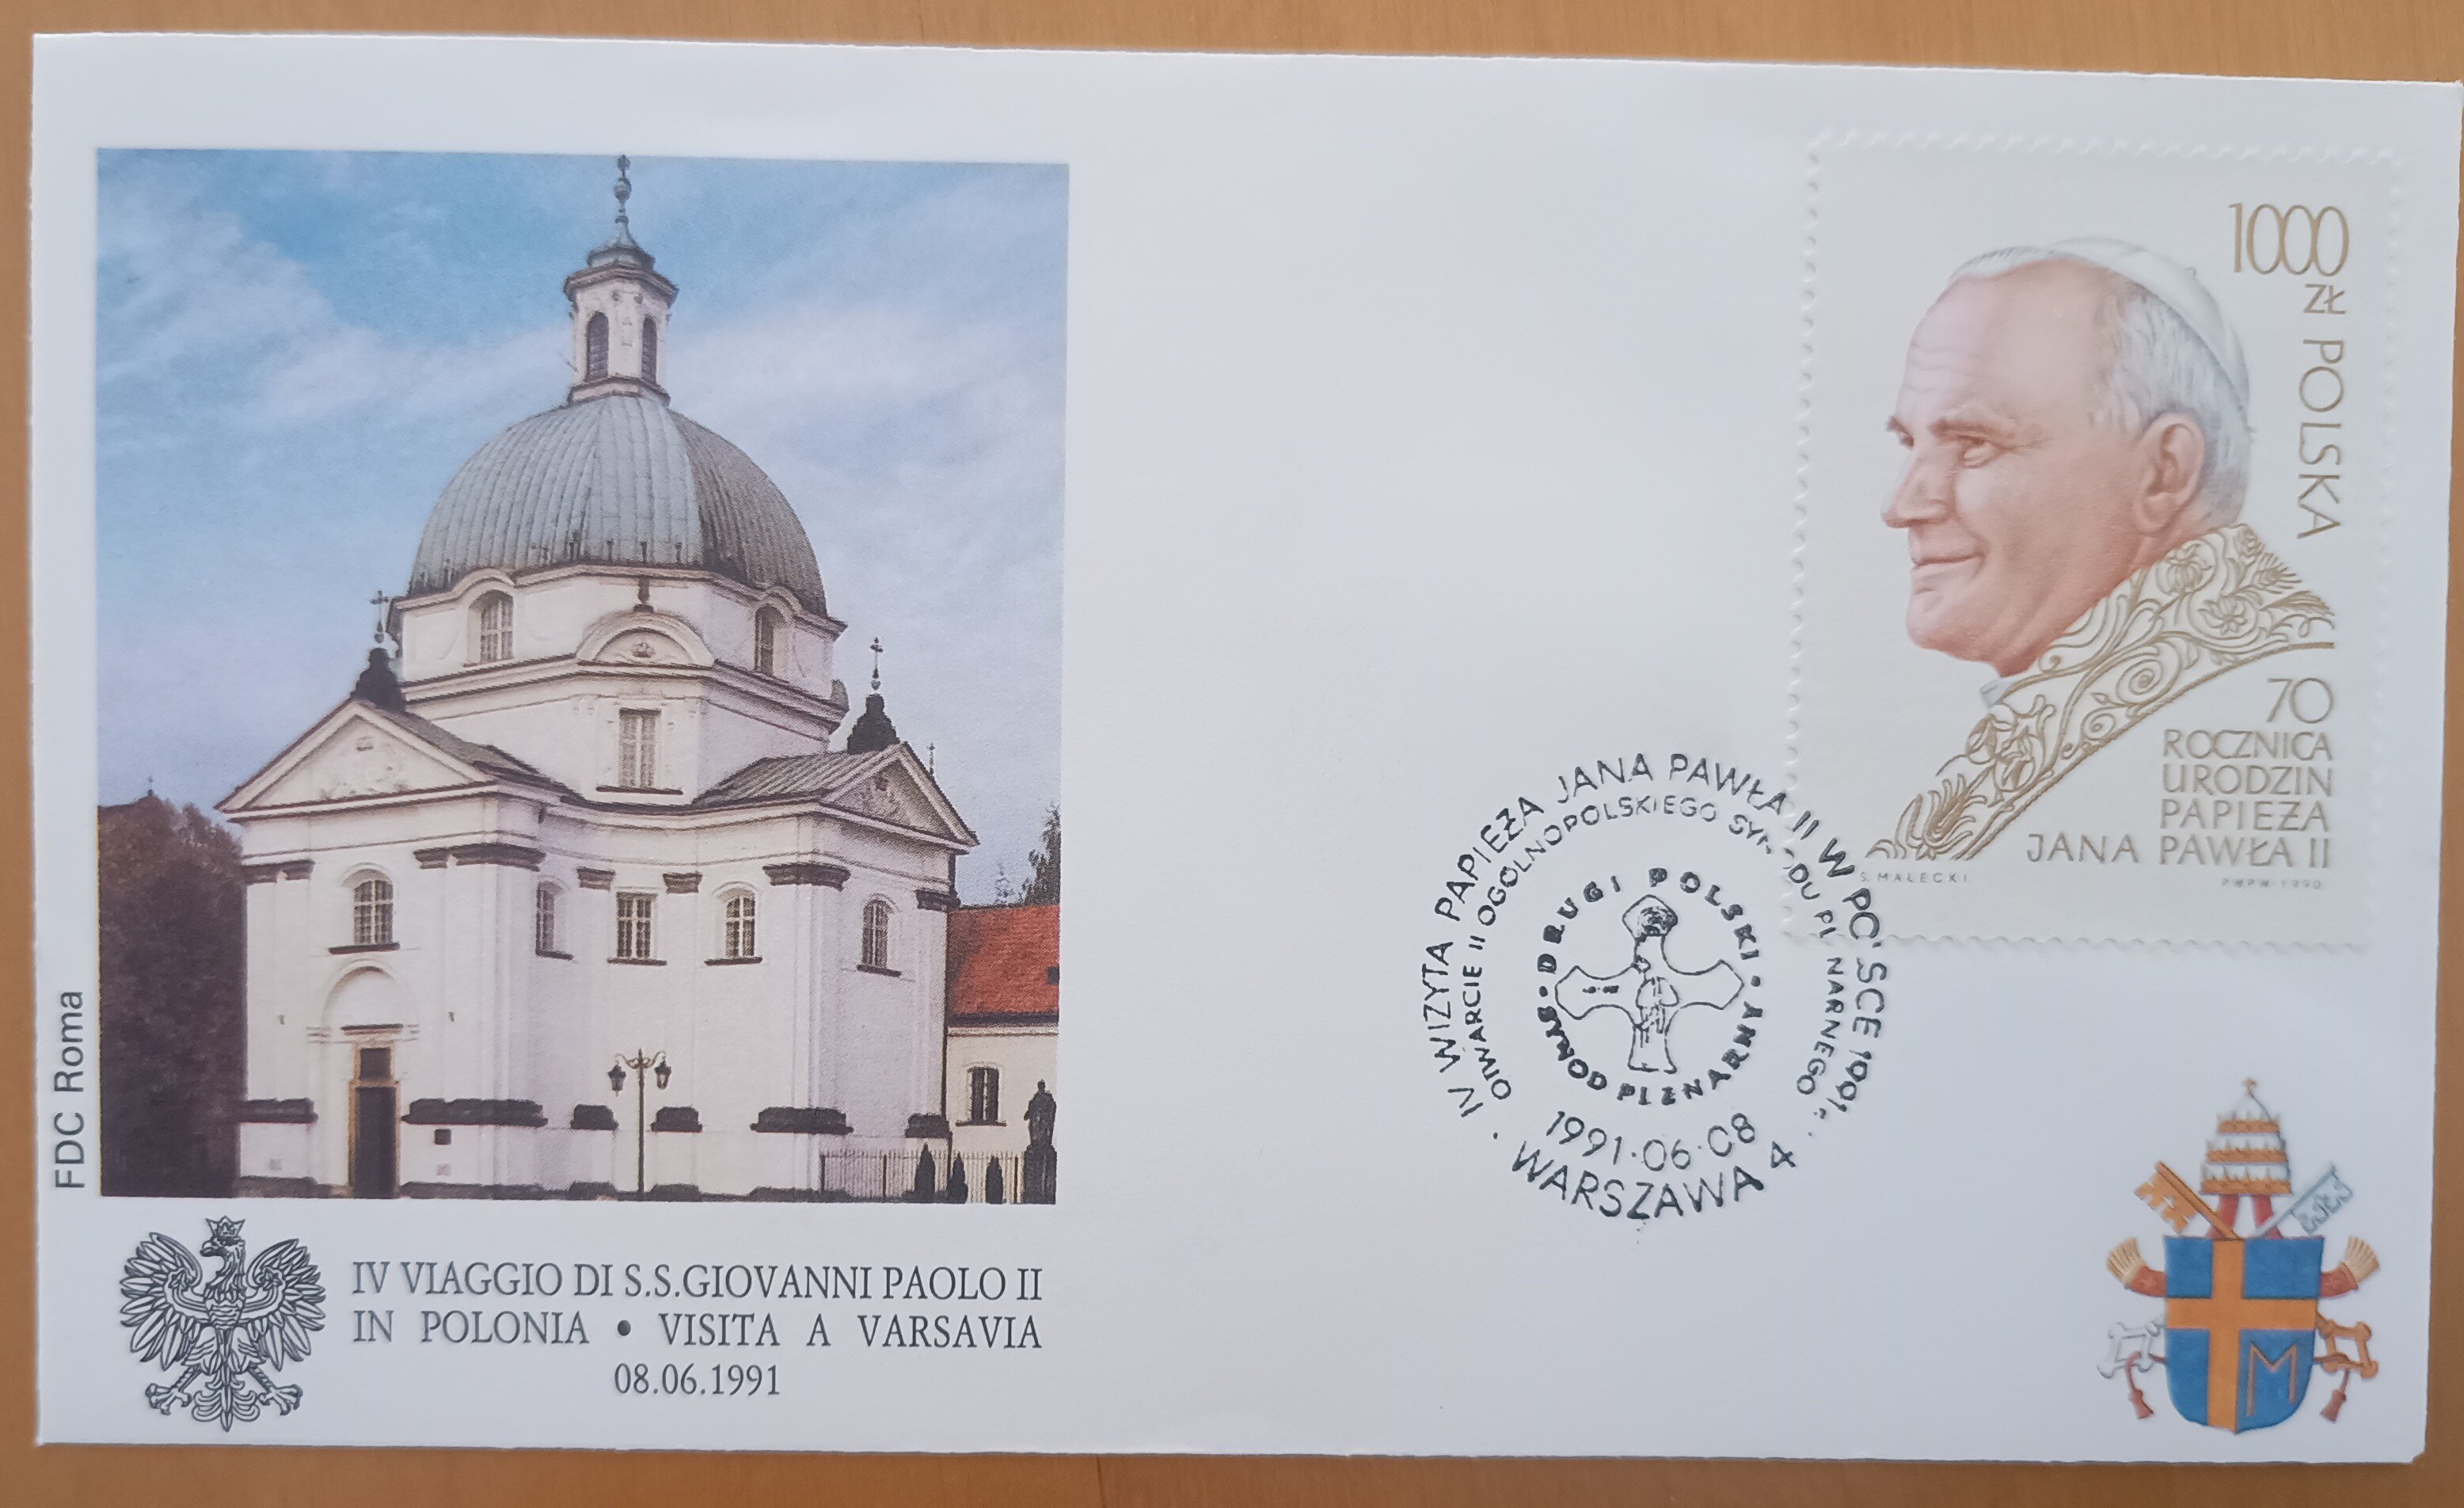 FDC Roma
IV VIAGGIO DI S.S.GIOVANNI PAOLO II
IN POLONIA • VISITA A VARSAVIA
08.06.1991
1000
ZŁ POLSKA
70
ROCZNICA
URODZIN
PAPIEŻA
JANA PAWŁA II
S. MAŁECKI
PWPW 1990
IV WIZYTA PAPIEŻA JANA PAWŁA II W POLSCE 1991
OTWARCIE II OGÓLNOPOLSKIEGO SYNODU PLENARNEGO
DRUGI POLSKI • SYNOD PLENARNY •
1991·06·08
WARSZAWA 4
M